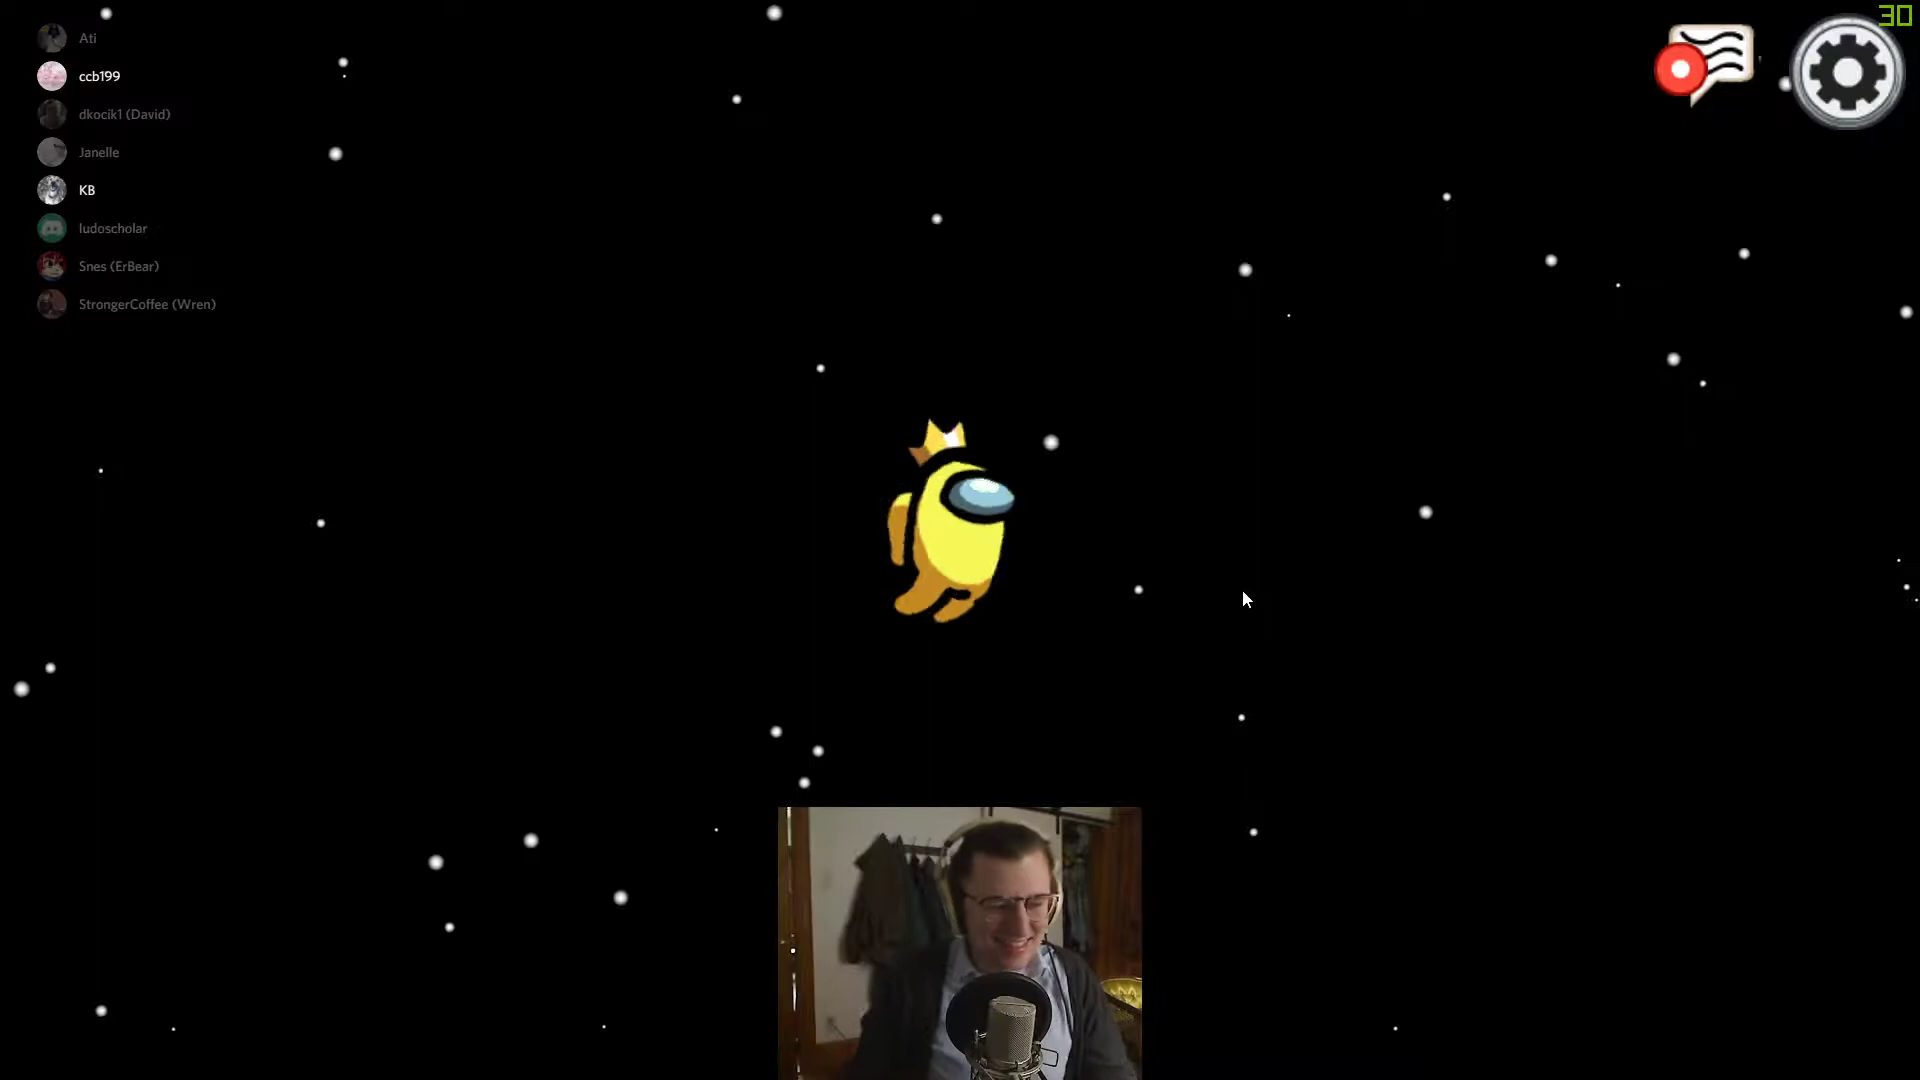 30
Ati
ccb199
dkocik1 (David)
Janelle
KB
ludoscholar
Snes (ErBear)
StrongerCoffee (Wren)